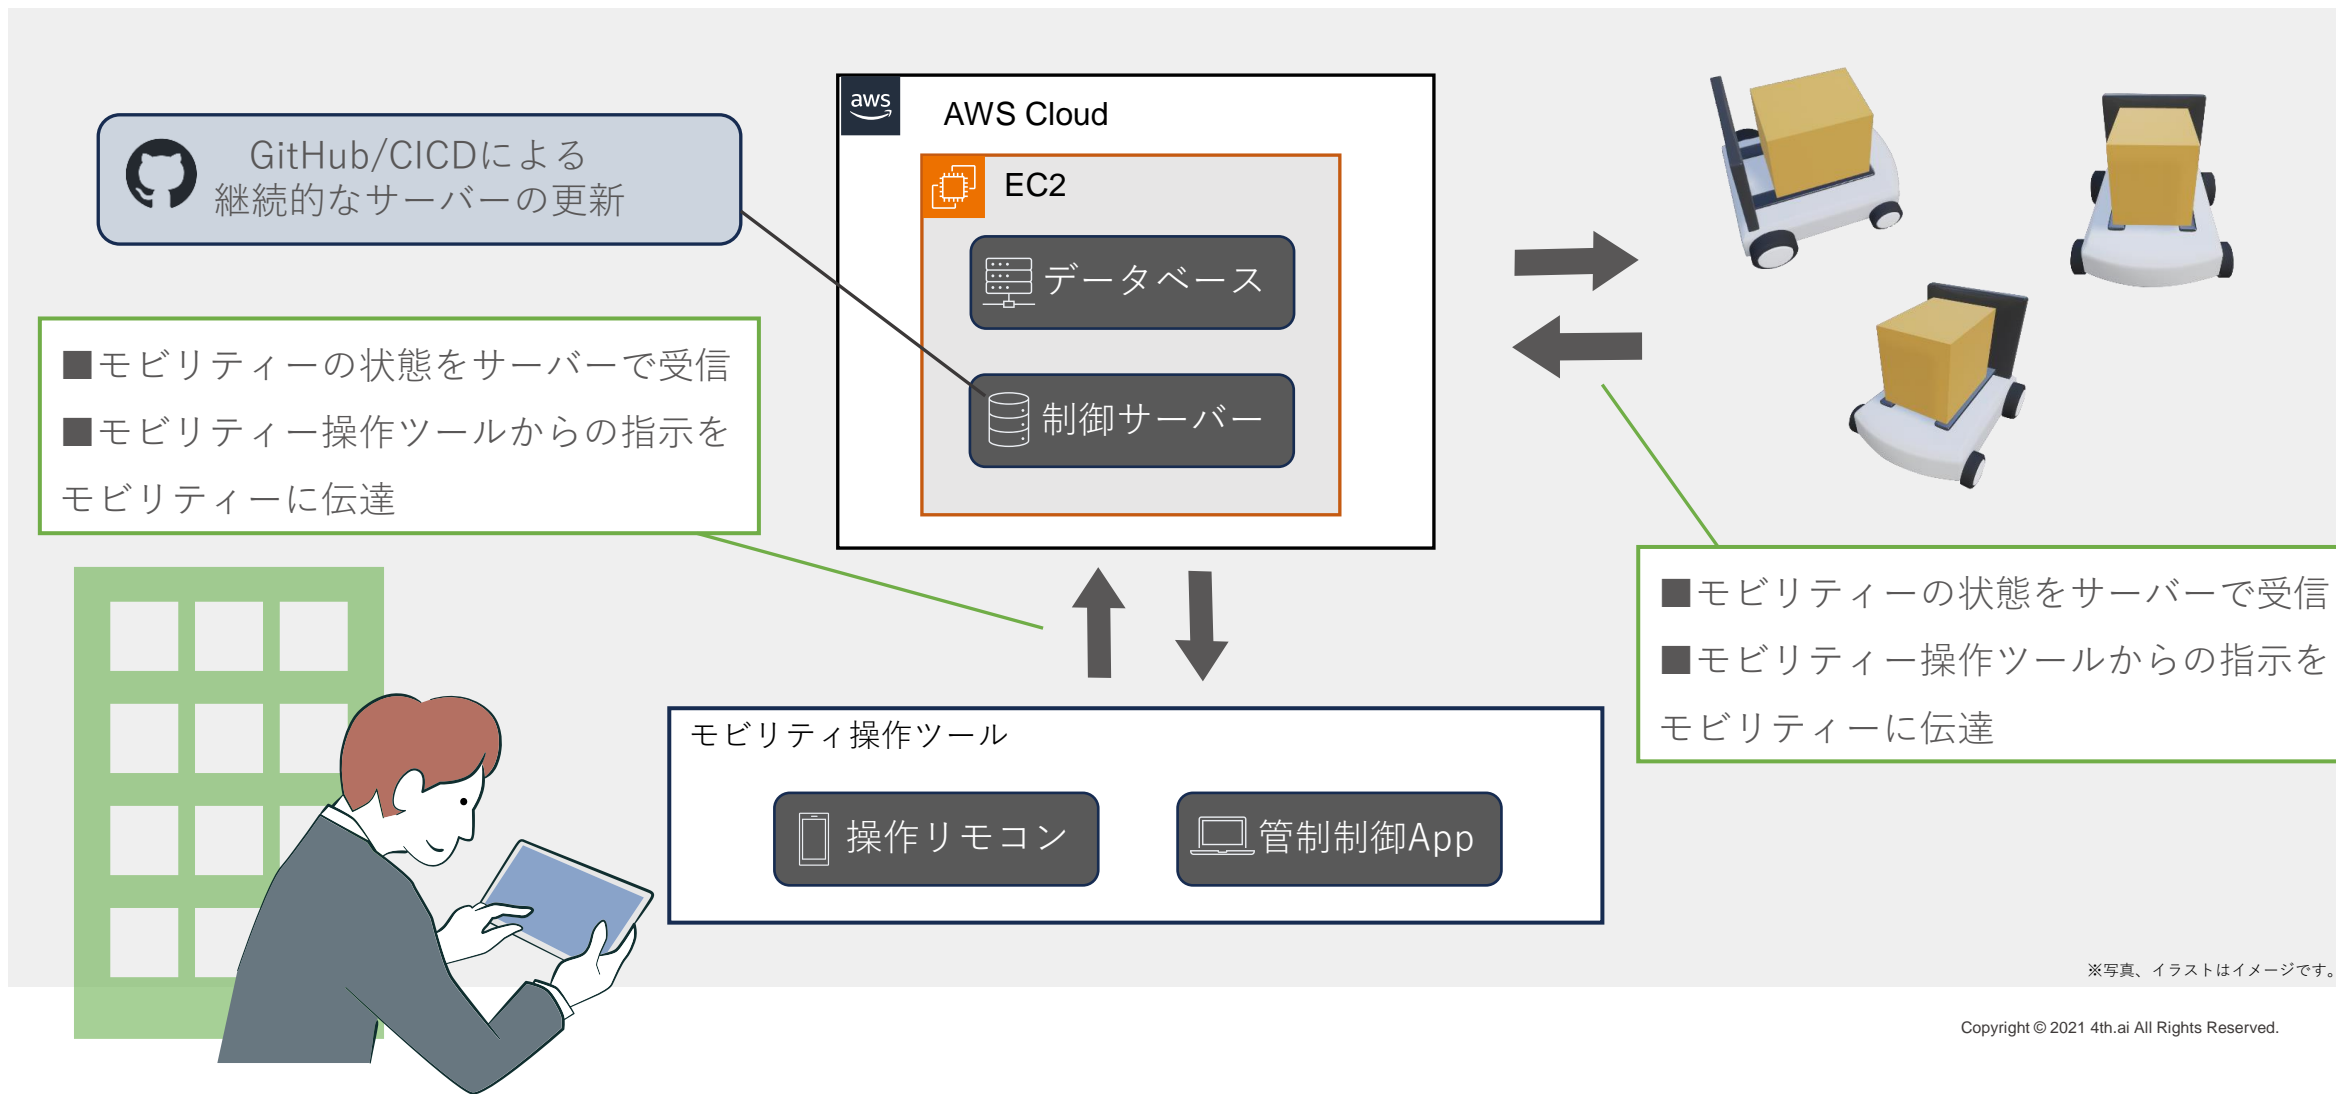 aws
AWS Cloud
GitHub/CICDによる
継続的なサーバーの更新
EC2
データベース
制御サーバー
■モビリティーの状態をサーバーで受信
■モビリティー操作ツールからの指示を
モビリティーに伝達
■モビリティーの状態をサーバーで受信
■モビリティー操作ツールからの指示を
モビリティーに伝達
モビリティ操作ツール
操作リモコン
管制制御App
※写真、イラストはイメージです。
Copyright © 2021 4th.ai All Rights Reserved.